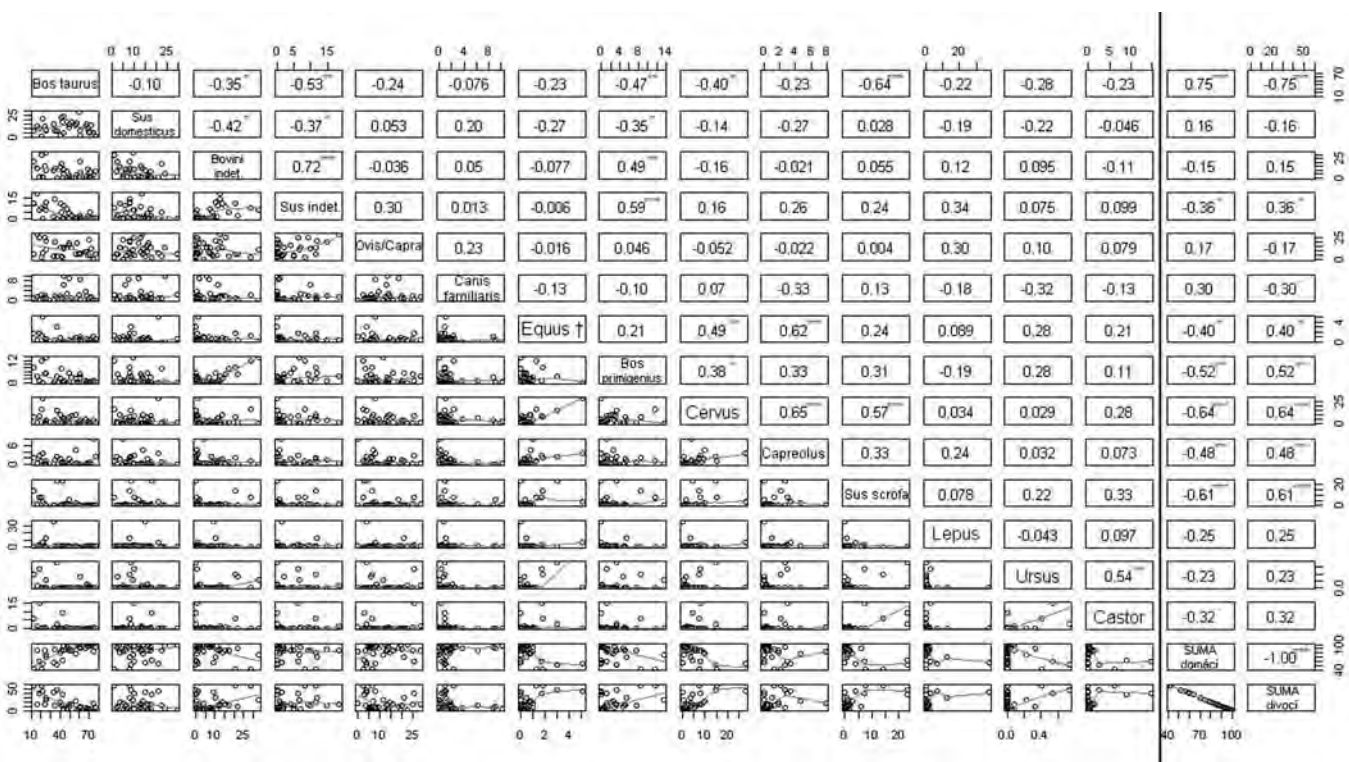 0 10 25 0 5 15 0 4 8 0 4 8 14 0 2 4 6 8 0 20 0 5 10 0 20 50
Bos taurus -0.10 -0.35 -0.53 -0.24 -0.076 -0.23 -0.47 -0.40 -0.23 -0.64 -0.22 -0.28 -0.23 0.75 -0.75 10 70
0 25 Sus domesticus -0.42 -0.37 0.053 0.20 -0.27 -0.35 -0.14 -0.27 0.028 -0.19 -0.22 -0.046 0.16 -0.16
Bovini indet. 0.72 -0.036 0.05 -0.077 0.49 -0.16 -0.021 0.055 0.12 0.095 -0.11 -0.15 0.15 0 25
0 15 Sus indet. 0.30 0.013 -0.006 0.59 0.16 0.26 0.24 0.34 0.075 0.099 -0.36 0.36
Ovis/Capra 0.23 -0.016 0.046 -0.052 -0.022 0.004 0.30 0.10 0.079 0.17 -0.17 0 25
0 6 Canis familiaris -0.13 -0.10 0.07 -0.33 0.13 -0.18 -0.32 -0.13 0.30 -0.30
Equus † 0.21 0.49 0.62 0.24 0.089 0.28 0.21 -0.40 0.40 0 4
0 12 Bos primigenius 0.38 0.33 0.31 -0.19 0.28 0.11 -0.52 0.52
Cervus 0.65 0.57 0.034 0.029 0.28 -0.64 0.64 0 25
0 6 Capreolus 0.33 0.24 0.032 0.073 -0.48 0.48
Sus scrofa 0.078 0.22 0.33 -0.61 0.61 0 20
0 30 Lepus -0.043 0.097 -0.25 0.25
Ursus 0.54 -0.23 0.23 0.0
0 15 Castor -0.32 0.32
SUMA domácí -1.00 40 100
0 50 SUMA divocí
10 40 70 0 10 25 0 10 25 0 2 4 0 10 20 0 10 20 0.0 0.4 40 70 100